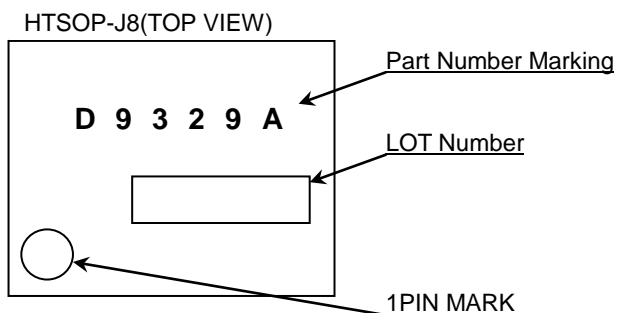 HTSOP-J8(TOP VIEW)
Part Number Marking
D 9 3 2 9 A
LOT Number
1PIN MARK